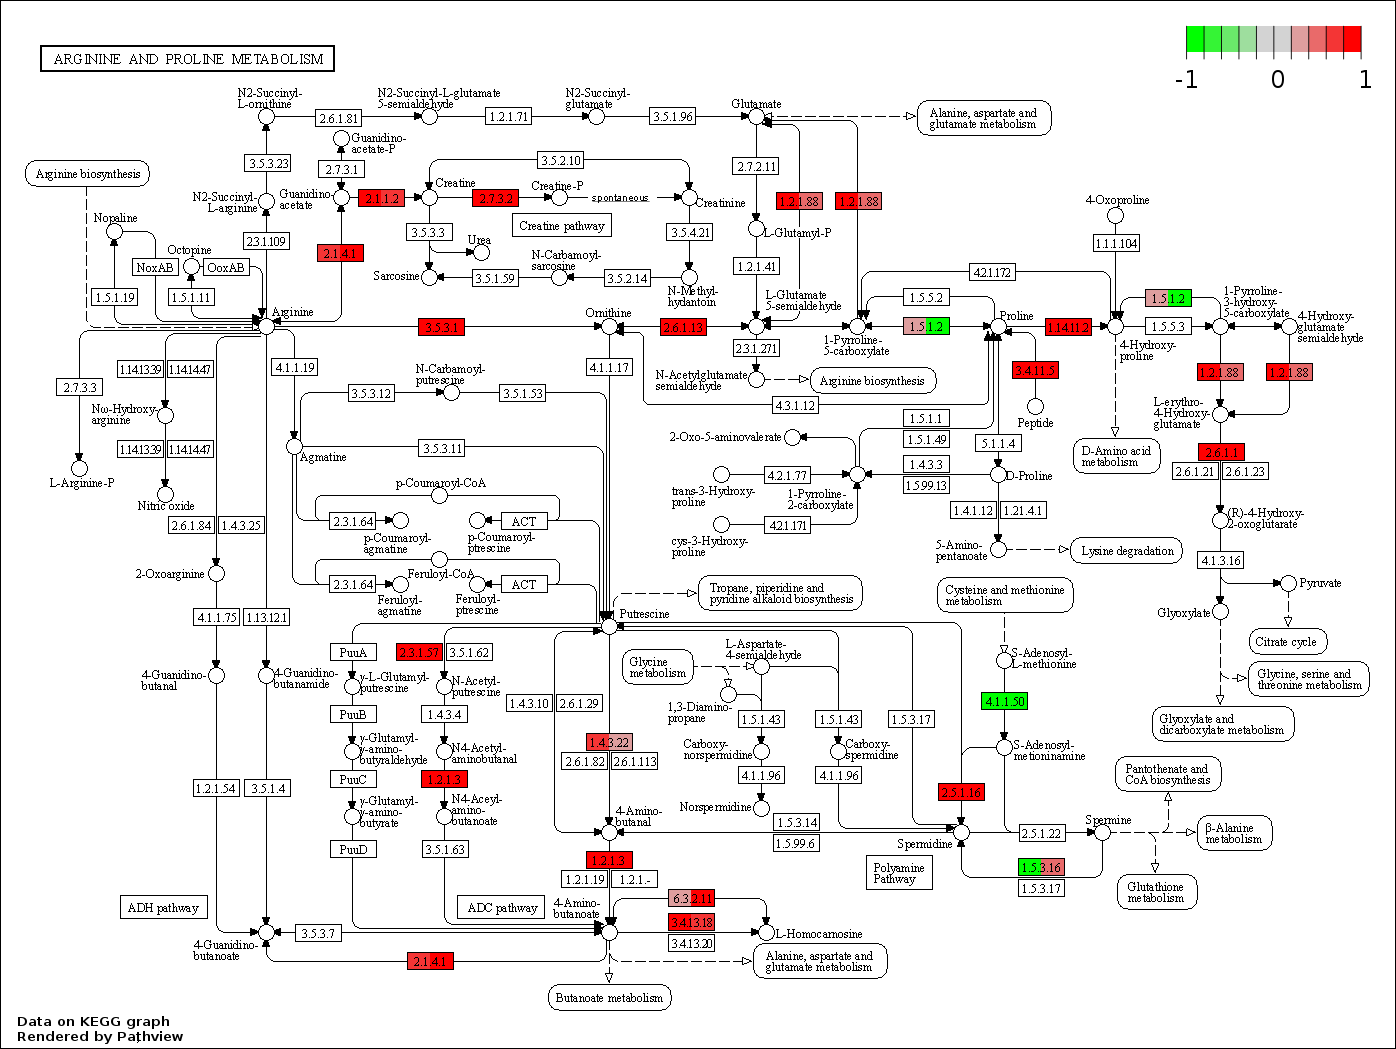 ARGININE AND PROLINE METABOLISM
-1 0 1
N2-Succinyl-
L-ornithine
2.6.1.81
N2-Succinyl-L-glutamate
5-semialdehyde
1.2.1.71
N2-Succinyl-
glutamate
3.5.1.96
Glutamate
Alanine, aspartate and
glutamate metabolism
Guanidino-
acetate-P
3.5.3.23
2.7.3.1
3.5.2.10
2.7.2.11
Arginine biosynthesis
N2-Succinyl-
L-arginine
Guanidino-
acetate
2.1.1.2
Creatine
2.7.3.2
Creatine-P
spontaneous
Creatinine
1.2.1.88
1.2.1.88
4-Oxoproline
Nopaline
Octopine
2.3.1.109
2.1.4.1
3.5.3.3
Urea
Creatine pathway
3.5.4.21
L-Glutamyl-P
1.1.1.104
NoxAB
OoxAB
Sarcosine
3.5.1.59
N-Carbamoyl-
sarcosine
3.5.2.14
N-Methyl-
hydantoin
1.2.1.41
4.2.1.172
1.5.1.19
1.5.1.11
L-Glutamate
5-semialdehyde
1.5.5.2
1.5.1.2
1-Pyrroline-
3-hydroxy-
5-carboxylate
Arginine
3.5.3.1
Ornithine
2.6.1.13
1-Pyrroline-
5-carboxylate
1.5.1.2
Proline
1.14.11.2
4-Hydroxy-
proline
1.5.5.3
4-Hydroxy-
glutamate
semialdehyde
2.3.1.271
1.14.13.39
1.14.14.47
4.1.1.19
4.1.1.17
N-Acetylglutamate
semialdehyde
Arginine biosynthesis
3.4.11.5
1.2.1.88
1.2.1.88
2.7.3.3
N-Carbamoyl-
putrescine
3.5.3.12
3.5.1.53
4.3.1.12
Peptide
Nω-Hydroxy-
arginine
L-erythro-
4-Hydroxy-
glutamate
1.5.1.1
1.5.1.49
2-Oxo-5-aminovalerate
5.1.1.4
D-Amino acid
metabolism
1.14.13.39
1.14.14.47
Agmatine
3.5.3.11
2.6.1.1
2.6.1.21
2.6.1.23
L-Arginine-P
Nitric oxide
trans-3-Hydroxy-
proline
4.2.1.77
1-Pyrroline-
2-carboxylate
1.4.3.3
1.5.99.13
D-Proline
p-Coumaroyl-CoA
2.3.1.64
ACT
p-Coumaroyl-
agmatine
p-Coumaroyl-
ptrescine
2.6.1.84
1.4.3.25
4.2.1.171
cys-3-Hydroxy-
proline
1.4.1.12
1.21.4.1
(R)-4-Hydroxy-
2-oxoglutarate
5-Amino-
pentanoate
Lysine degradation
4.1.3.16
2-Oxoarginine
Feruloyl-CoA
2.3.1.64
ACT
Feruloyl-
agmatine
Feruloyl-
ptrescine
Tropane, piperidine and
pyridine alkaloid biosynthesis
Cysteine and methionine
metabolism
Pyruvate
Glyoxylate
4.1.1.75
1.13.12.1
Putrescine
Citrate cycle
PuuA
2.3.1.57
3.5.1.62
Glycine
metabolism
L-Aspartate-
4-semialdehyde
S-Adenosyl-
L-methionine
4-Guanidino-
butanal
4-Guanidino-
butanamide
γ-L-Glutamyl-
putrescine
N-Acetyl-
putrescine
Glycine, serine and
threonine metabolism
1.4.3.10
2.6.1.29
1,3-Diamino-
propane
4.1.1.50
PuuB
1.4.3.4
1.5.1.43
1.5.1.43
1.5.3.17
Glyoxylate and
dicarboxylate metabolism
γ-Glutamyl-
γ-amino-
butyraldehyde
N4-Acetyl-
aminobutanal
1.4.3.22
2.6.1.82
2.6.1.113
Carboxy-
norspermidine
Carboxy-
spermidine
S-Adenosyl-
metioninamine
PuuC
1.2.1.3
4.1.1.96
4.1.1.96
Pantothenate and
CoA biosynthesis
1.2.1.54
3.5.1.4
2.5.1.16
γ-Glutamyl-
γ-amino-
butyrate
N4-Aceyl-
amino-
butanoate
4-Amino-
butanal
Norspermidine
1.5.3.14
1.5.99.6
Spermidine
2.5.1.22
Spermine
β-Alanine
metabolism
PuuD
3.5.1.63
1.2.1.3
1.2.1.19
1.2.1.-
Polyamine
Pathway
1.5.3.16
1.5.3.17
Glutathione
metabolism
ADH pathway
ADC pathway
4-Amino-
butanoate
6.3.2.11
3.4.13.18
3.4.13.20
L-Homocarnosine
4-Guanidino-
butanoate
3.5.3.7
2.1.4.1
Alanine, aspartate and
glutamate metabolism
Butanoate metabolism
Data on KEGG graph
Rendered by Pathview